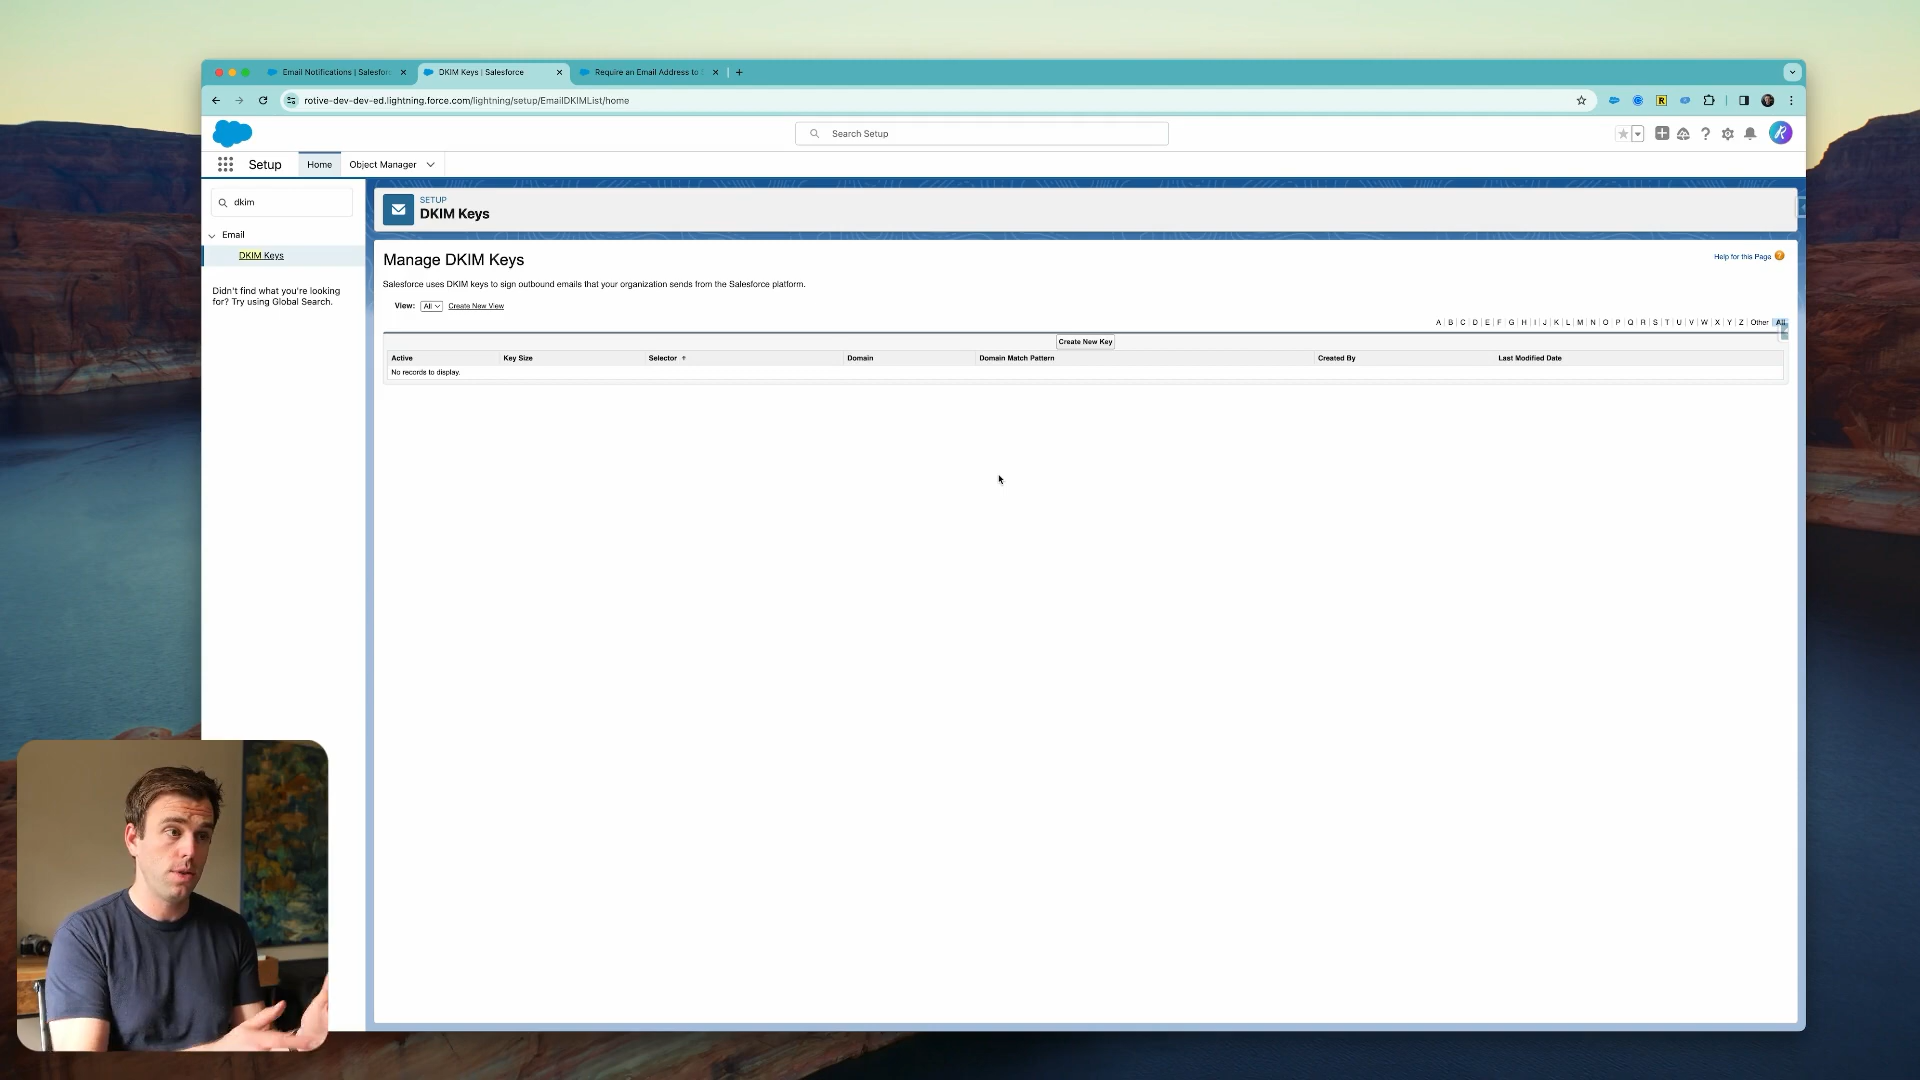 Email Notifications | Salesforc
DKIM Keys | Salesforce
Require an Email Address to S
rotive-dev-dev-ed.lightning.force.com/lightning/setup/EmailDKIMList/home
Search Setup
Setup
Home
Object Manager
dkim
Email
DKIM Keys
Didn't find what you're looking
for? Try using Global Search.
SETUP
DKIM Keys
Manage DKIM Keys
Help for this Page
Salesforce uses DKIM keys to sign outbound emails that your organization sends from the Salesforce platform.
View: All Create New View
A | B | C | D | E | F | G | H | I | J | K | L | M | N | O | P | Q | R | S | T | U | V | W | X | Y | Z | Other All
Create New Key
Active Key Size Selector Domain Domain Match Pattern Created By Last Modified Date
No records to display.